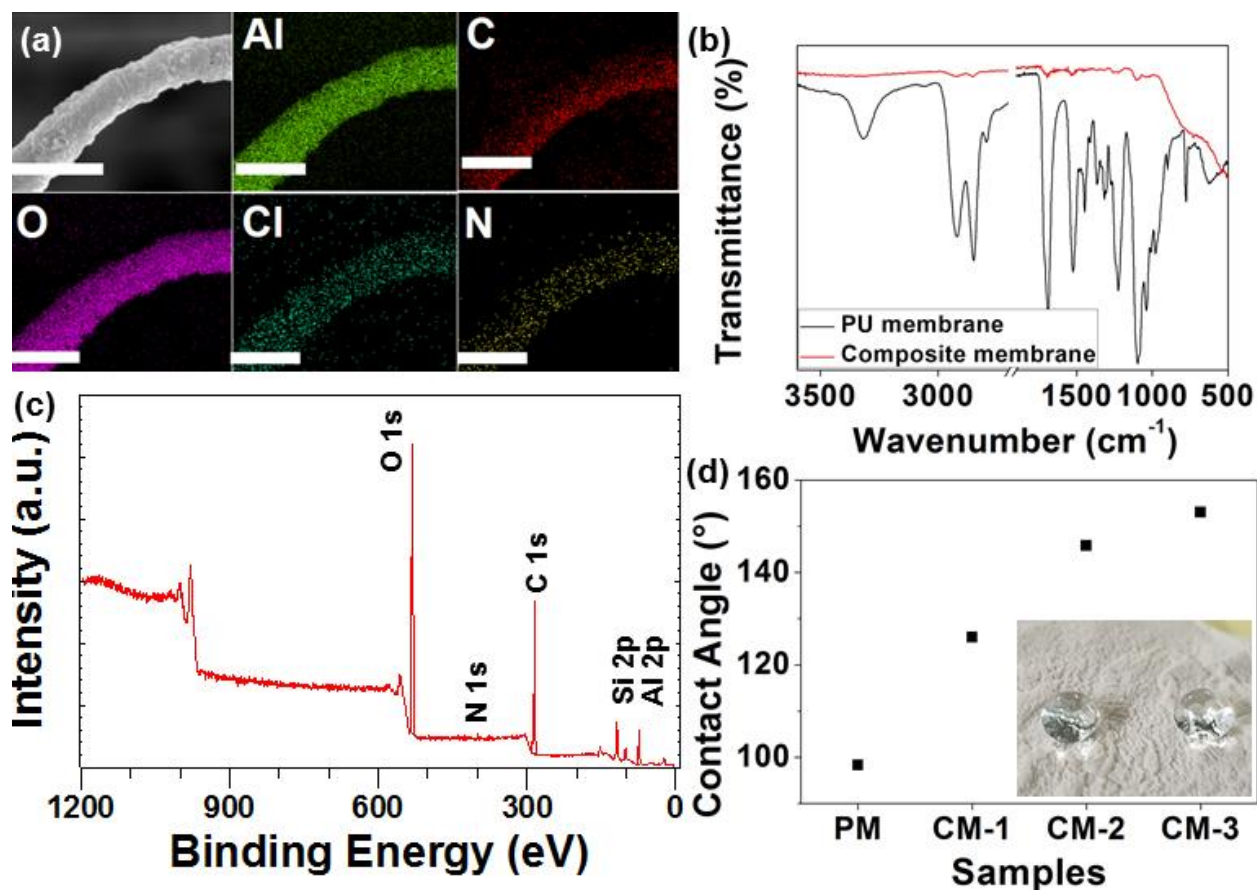 (a)
Al
C
O
Cl
N
(b)
Transmittance (%)
PU membrane
Composite membrane
3500 3000 1500 1000 500
Wavenumber (cm⁻¹)
(c)
Intensity (a.u.)
O 1s
N 1s
C 1s
Si 2p
Al 2p
1200 900 600 300 0
Binding Energy (eV)
(d)
Contact Angle (°)
160
140
120
100
PM CM-1 CM-2 CM-3
Samples